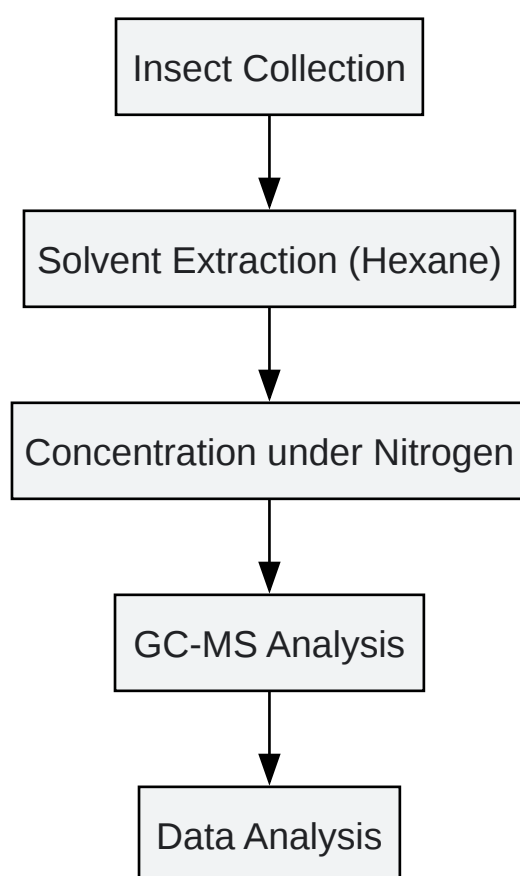 Insect Collection
Solvent Extraction (Hexane)
Concentration under Nitrogen
GC-MS Analysis
Data Analysis